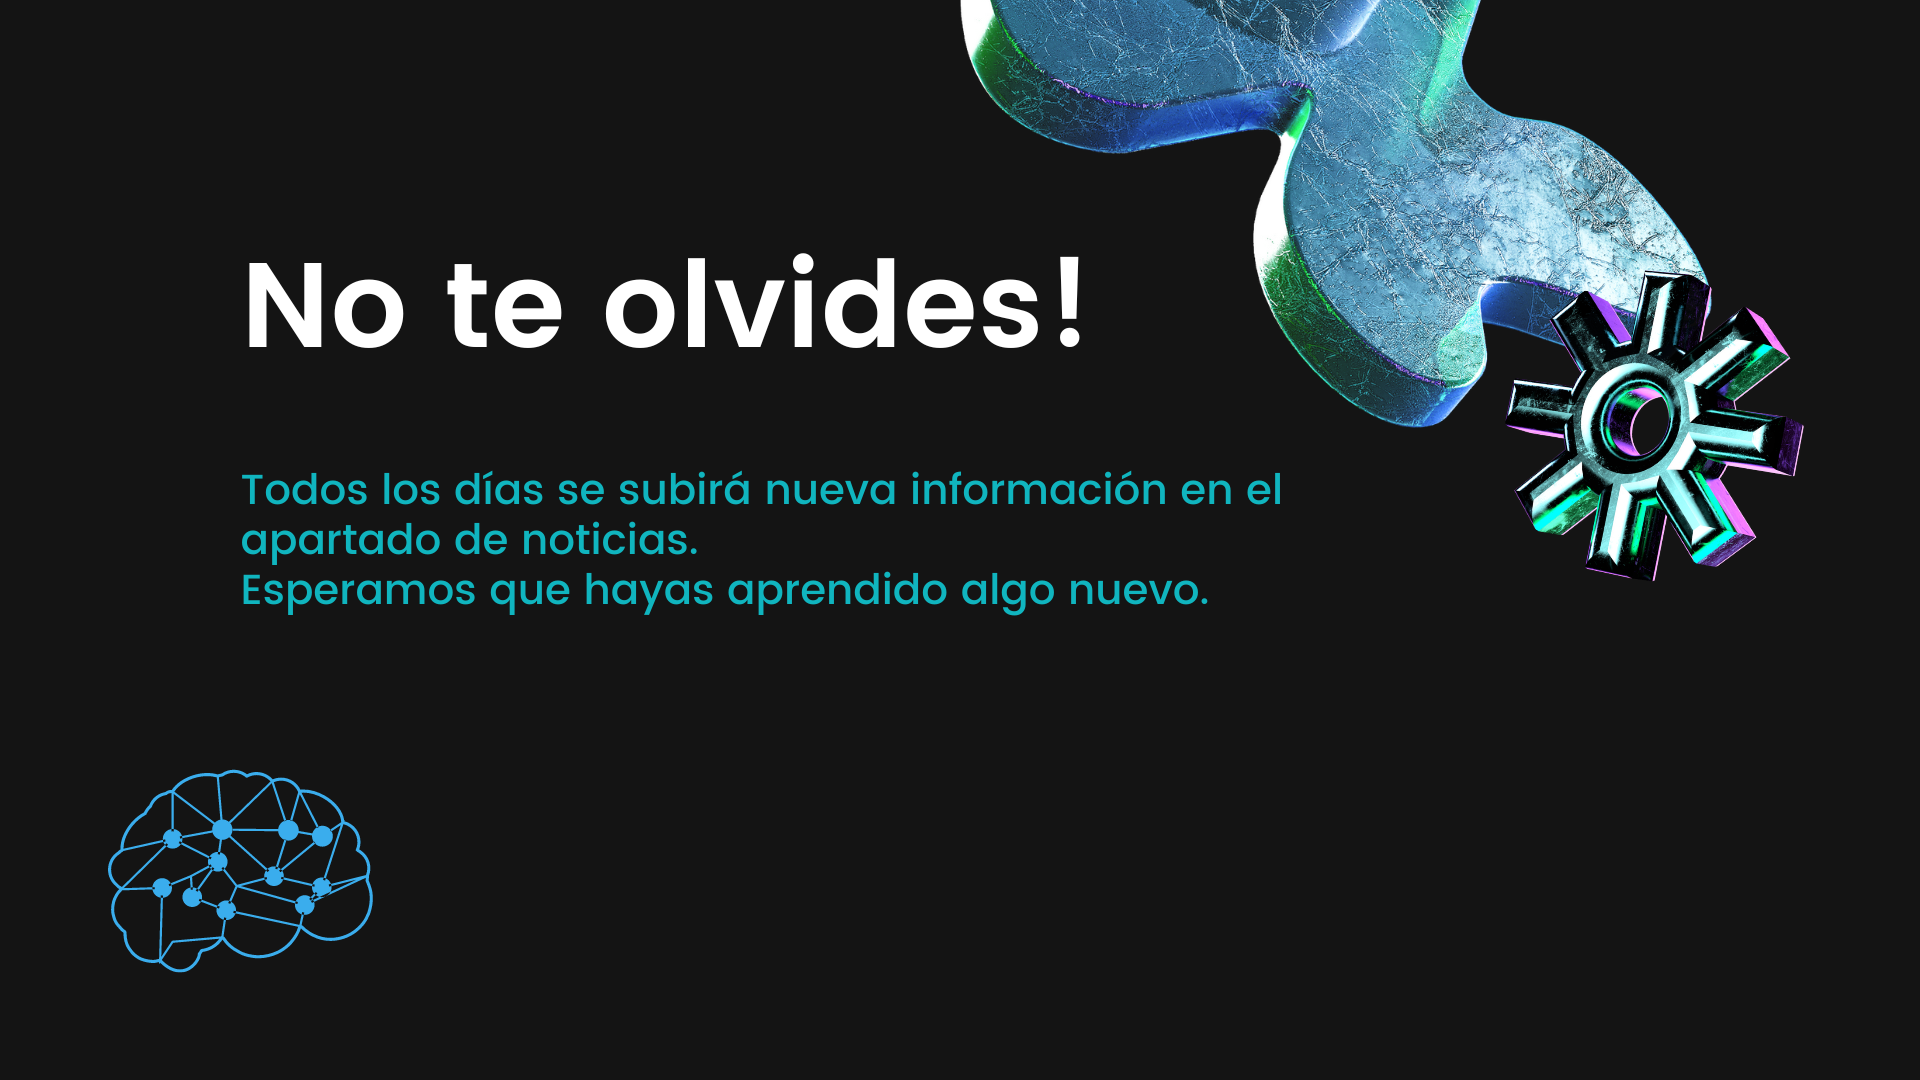 No te olvides!
Todos los días se subirá nueva información en el
apartado de noticias.
Esperamos que hayas aprendido algo nuevo.